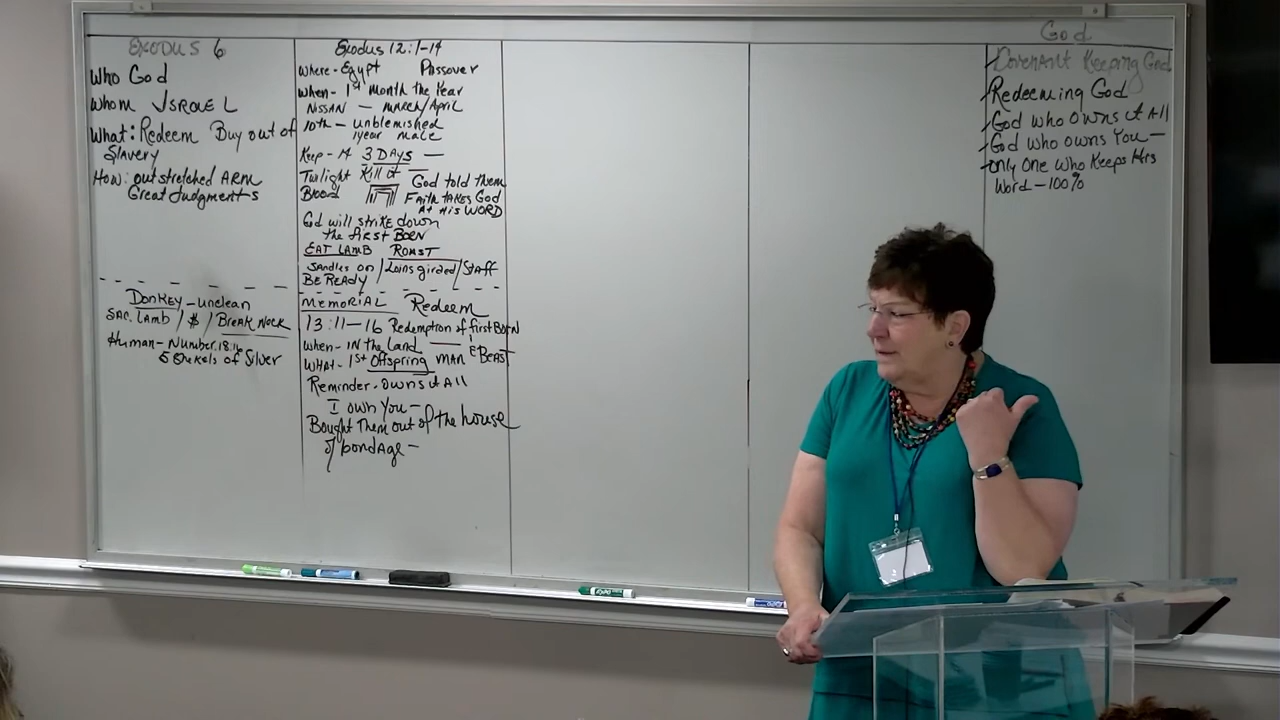 Exodus 6
Who God
Whom ISRAEL
What: Redeem Buy out of
Slavery
How: outstretched ARM
Great Judgments
Donkey - unclean
SAC. LAMB / $ / Break Neck
Human - Number 18:16
5 Shekels of Silver
Exodus 12:1-14
Where - Egypt Passover
When - 1st Month the Year
NISSAN - MARCH/APRIL
10th - unblemished
1 year male
Keep - it 3 DAYS -
Twilight Kill it -
Blood God told them
FAITH TAKES GOD
At His WORD
God will strike down
the first BORN
EAT LAMB ROAST
Sandles on / Loins girded / Staff
BE READY
MEMORIAL Redeem
13:11-16 Redemption of first BORN
when - IN the Land
WHAT - 1st Offspring MAN & BEAST
Reminder - owns it All
I own You -
Bought Them out of the house
of bondage -
God
Covenant Keeping God
Redeeming God
God who owns it All
God who owns You -
only One who Keeps His
Word - 100%